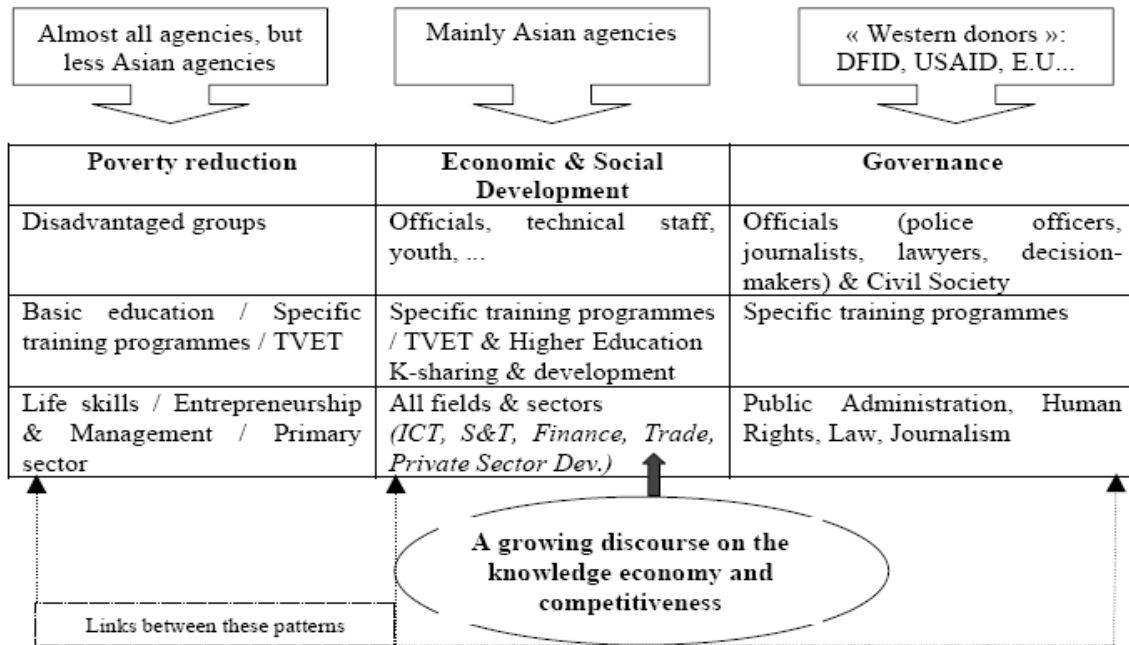 Almost all agencies, but
less Asian agencies
Mainly Asian agencies
« Western donors »:
DFID, USAID, E.U...
Poverty reduction
Economic & Social
Development
Governance
Disadvantaged groups
Officials, technical staff,
youth, ...
Officials (police officers,
journalists, lawyers, decision-
makers) & Civil Society
Basic education / Specific
training programmes / TVET
Specific training programmes
/ TVET & Higher Education
K-sharing & development
Specific training programmes
Life skills / Entrepreneurship
& Management / Primary
sector
All fields & sectors
(ICT, S&T, Finance, Trade,
Private Sector Dev.)
Public Administration, Human
Rights, Law, Journalism
A growing discourse on the
knowledge economy and
competitiveness
Links between these patterns